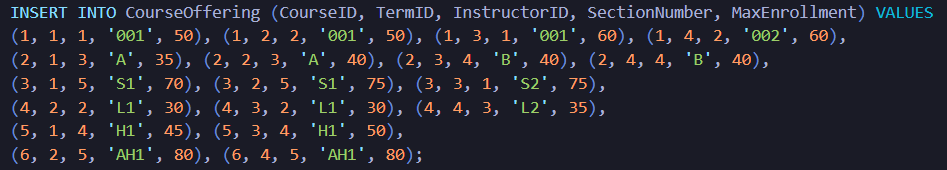 INSERT INTO CourseOffering (CourseID, TermID, InstructorID, SectionNumber, MaxEnrollment) VALUES
(1, 1, 1, '001', 50), (1, 2, 2, '001', 50), (1, 3, 1, '001', 60), (1, 4, 2, '002', 60),
(2, 1, 3, 'A', 35), (2, 2, 3, 'A', 40), (2, 3, 4, 'B', 40), (2, 4, 4, 'B', 40),
(3, 1, 5, 'S1', 70), (3, 2, 5, 'S1', 75), (3, 3, 1, 'S2', 75),
(4, 2, 2, 'L1', 30), (4, 3, 2, 'L1', 30), (4, 4, 3, 'L2', 35),
(5, 1, 4, 'H1', 45), (5, 3, 4, 'H1', 50),
(6, 2, 5, 'AH1', 80), (6, 4, 5, 'AH1', 80);